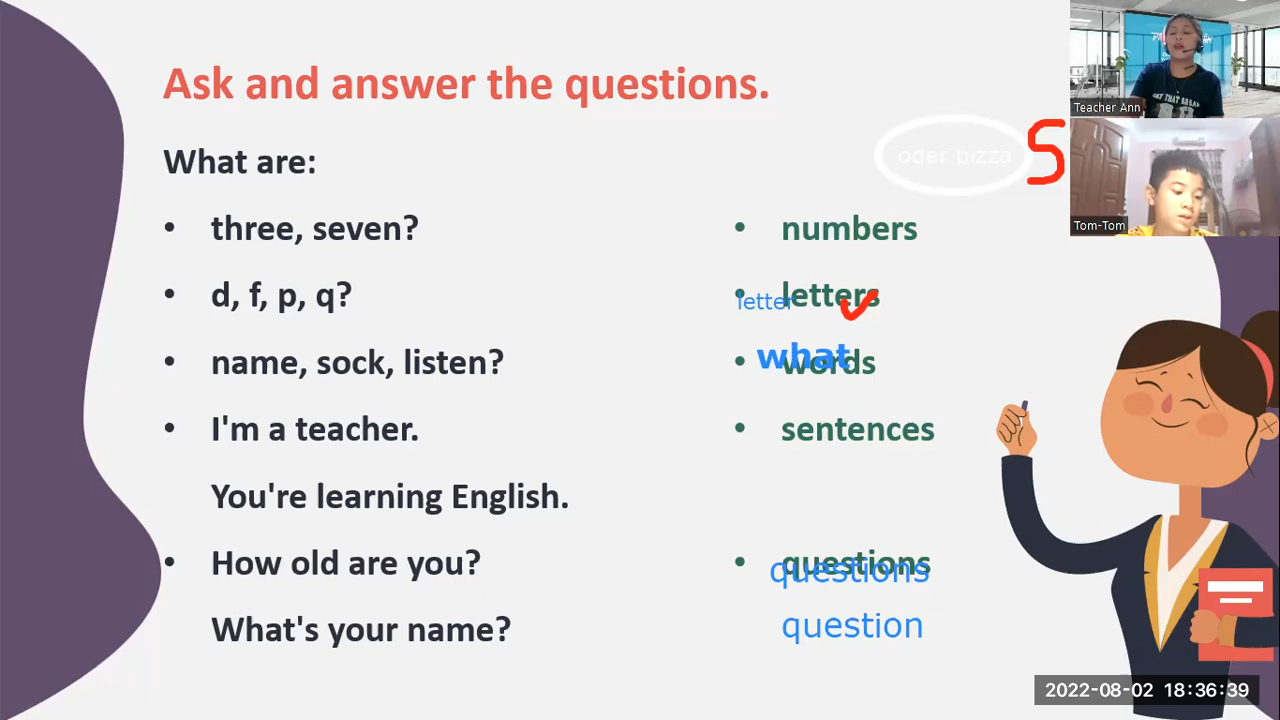 Ask and answer the questions.
What are:
oder pizza
S
Teacher Ann
Tom-Tom
• three, seven?
• numbers
• d, f, p, q?
• letters
letter
• name, sock, listen?
• words
what
• I'm a teacher.
• sentences
You're learning English.
• How old are you?
• questions
questions
What's your name?
question
2022-08-02 18:36:39